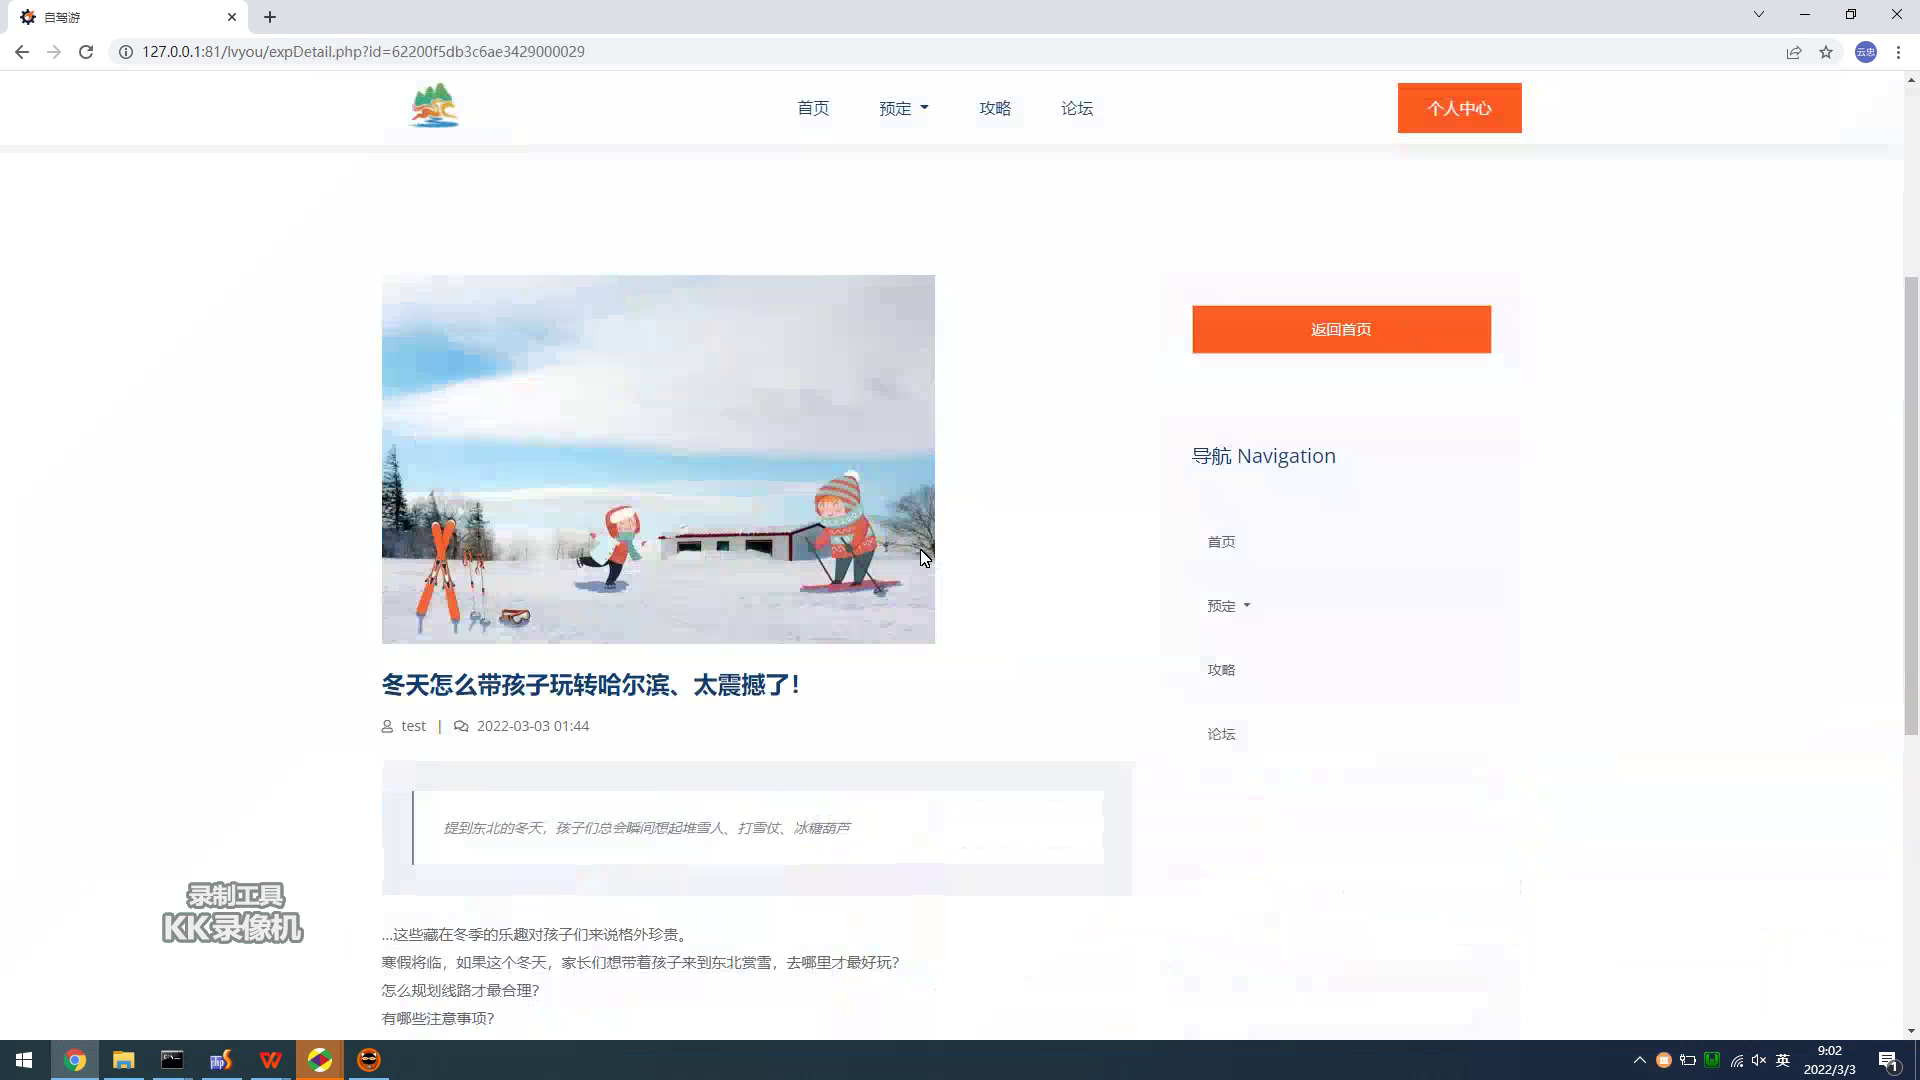 自驾游
127.0.0.1:81/lvyou/expDetail.php?id=62200f5db3c6ae3429000029
云忠
首页
预定
攻略
论坛
个人中心
返回首页
导航 Navigation
首页
预定
攻略
论坛
冬天怎么带孩子玩转哈尔滨、太震撼了！
test | 2022-03-03 01:44
提到东北的冬天，孩子们总会瞬间想起堆雪人、打雪仗、冰糖葫芦
...这些藏在冬季的乐趣对孩子们来说格外珍贵。
寒假将临，如果这个冬天，家长们想带着孩子来到东北赏雪，去哪里才最好玩?
怎么规划线路才最合理?
有哪些注意事项?
录制工具
KK录像机
php
英
9:02
2022/3/3
1